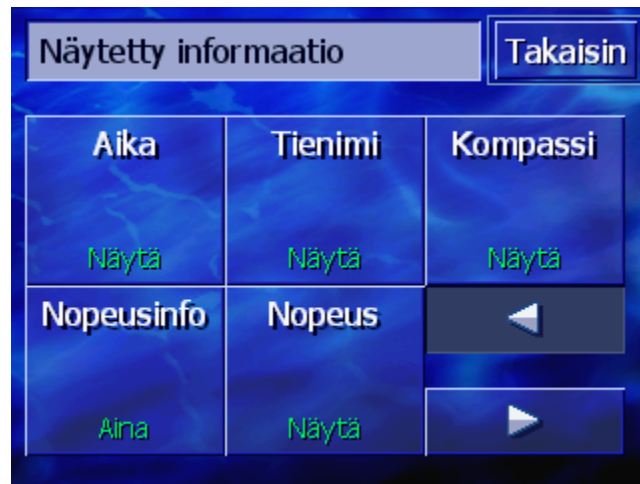 Näytetty informaatio
Takaisin
Aika
Tienimi
Kompassi
Näytä
Näytä
Näytä
Nopeusinfo
Nopeus
Aina
Näytä